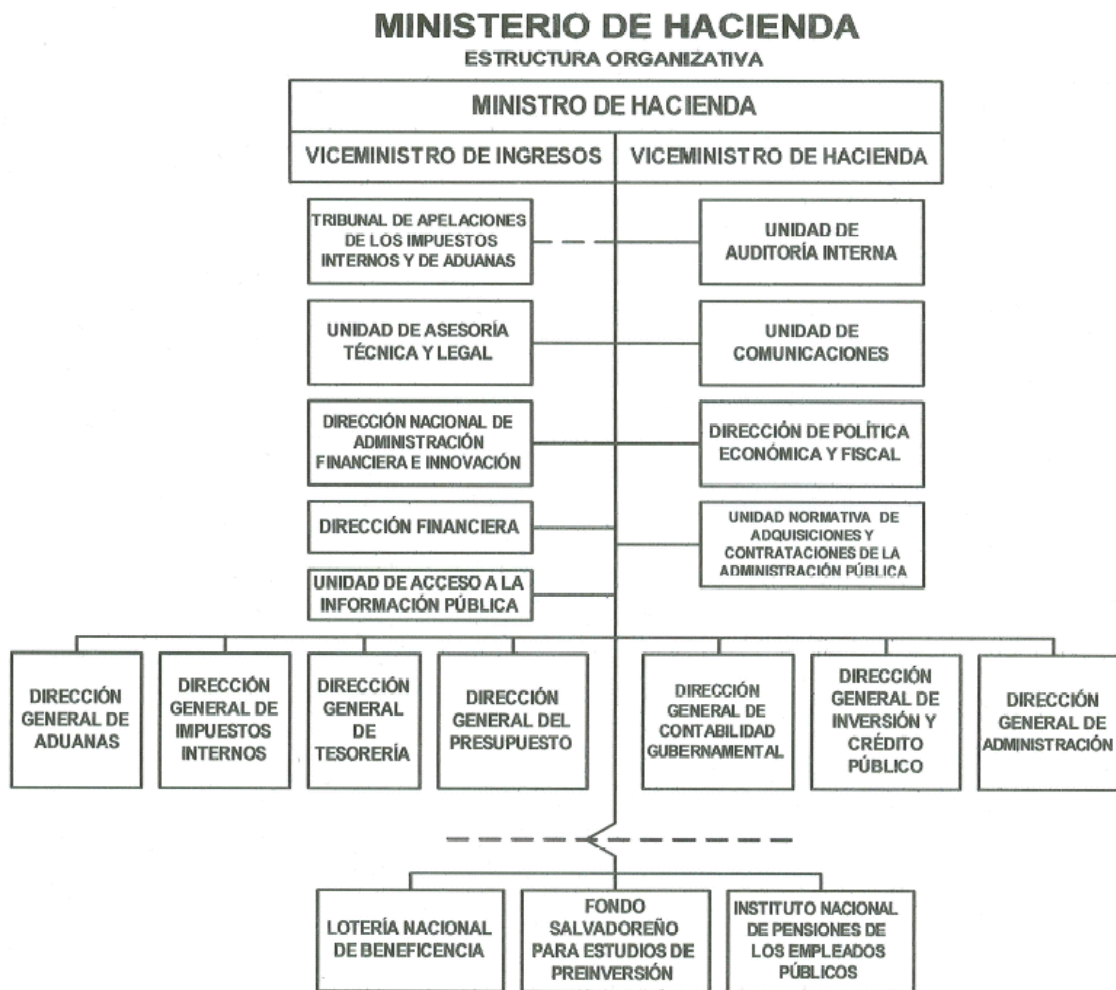 MINISTERIO DE HACIENDA
ESTRUCTURA ORGANIZATIVA
MINISTRO DE HACIENDA
VICEMINISTRO DE INGRESOS
VICEMINISTRO DE HACIENDA
TRIBUNAL DE APELACIONES
DE LOS IMPUESTOS
INTERNOS Y DE ADUANAS
UNIDAD DE
AUDITORÍA INTERNA
UNIDAD DE ASESORÍA
TÉCNICA Y LEGAL
UNIDAD DE
COMUNICACIONES
DIRECCIÓN NACIONAL DE
ADMINISTRACIÓN
FINANCIERA E INNOVACIÓN
DIRECCIÓN DE POLÍTICA
ECONÓMICA Y FISCAL
DIRECCIÓN FINANCIERA
UNIDAD NORMATIVA DE
ADQUISICIONES Y
CONTRATACIONES DE LA
ADMINISTRACIÓN PÚBLICA
UNIDAD DE ACCESO A LA
INFORMACIÓN PÚBLICA
DIRECCIÓN
GENERAL DE
ADUANAS
DIRECCIÓN
GENERAL DE
IMPUESTOS
INTERNOS
DIRECCIÓN
GENERAL
DE
TESORERÍA
DIRECCIÓN
GENERAL DEL
PRESUPUESTO
DIRECCIÓN
GENERAL DE
CONTABILIDAD
GUBERNAMENTAL
DIRECCIÓN
GENERAL DE
INVERSIÓN Y
CRÉDITO
PÚBLICO
DIRECCIÓN
GENERAL DE
ADMINISTRACIÓN
LOTERÍA NACIONAL
DE BENEFICENCIA
FONDO
SALVADOREÑO
PARA ESTUDIOS DE
PREINVERSIÓN
INSTITUTO NACIONAL
DE PENSIONES DE
LOS EMPLEADOS
PÚBLICOS